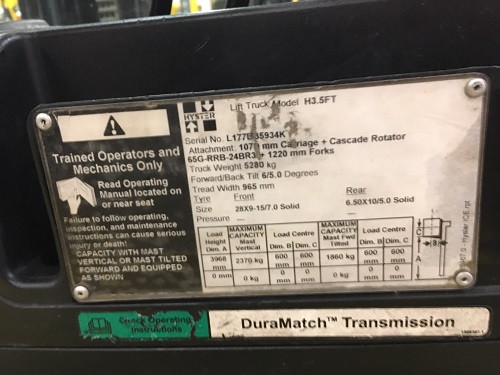 Trained Operators and
Mechanics Only
Read Operating
Manual located on
or near seat
Failure to follow operating,
inspection, and maintenance
instructions can cause serious
injury or death!
CAPACITY WITH MAST
VERTICAL OR MAST TILTED
FORWARD AND EQUIPPED
AS SHOWN
HYSTER
Lift Truck Model H3.5FT
Serial No. L177B35934K
Attachment: 1070 mm Carriage + Cascade Rotator
65G-RRB-24BR3 + 1220 mm Forks
Truck Weight 5280 kg
Forward Back Tilt 6/5.0 Degrees
Tread Width 965 mm
Tyre Front
Size 28X9-15/7.0 Solid 6.50X10/5.0 Solid
Pressure — —
Load Height Dim. A MAXIMUM CAPACITY Mast Vertical Load Centre Dim. B Dim. C MAXIMUM CAPACITY Mast Fwd Tilted Load Centre Dim. B Dim. C
3968 mm 2370 kg 600 mm 600 mm 1860 kg 600 mm 600 mm
0 mm 0 kg 0 mm 0 mm 0 kg 0 mm 0 mm
C
B
A
Check Operating
Instructions
DuraMatch™ Transmission